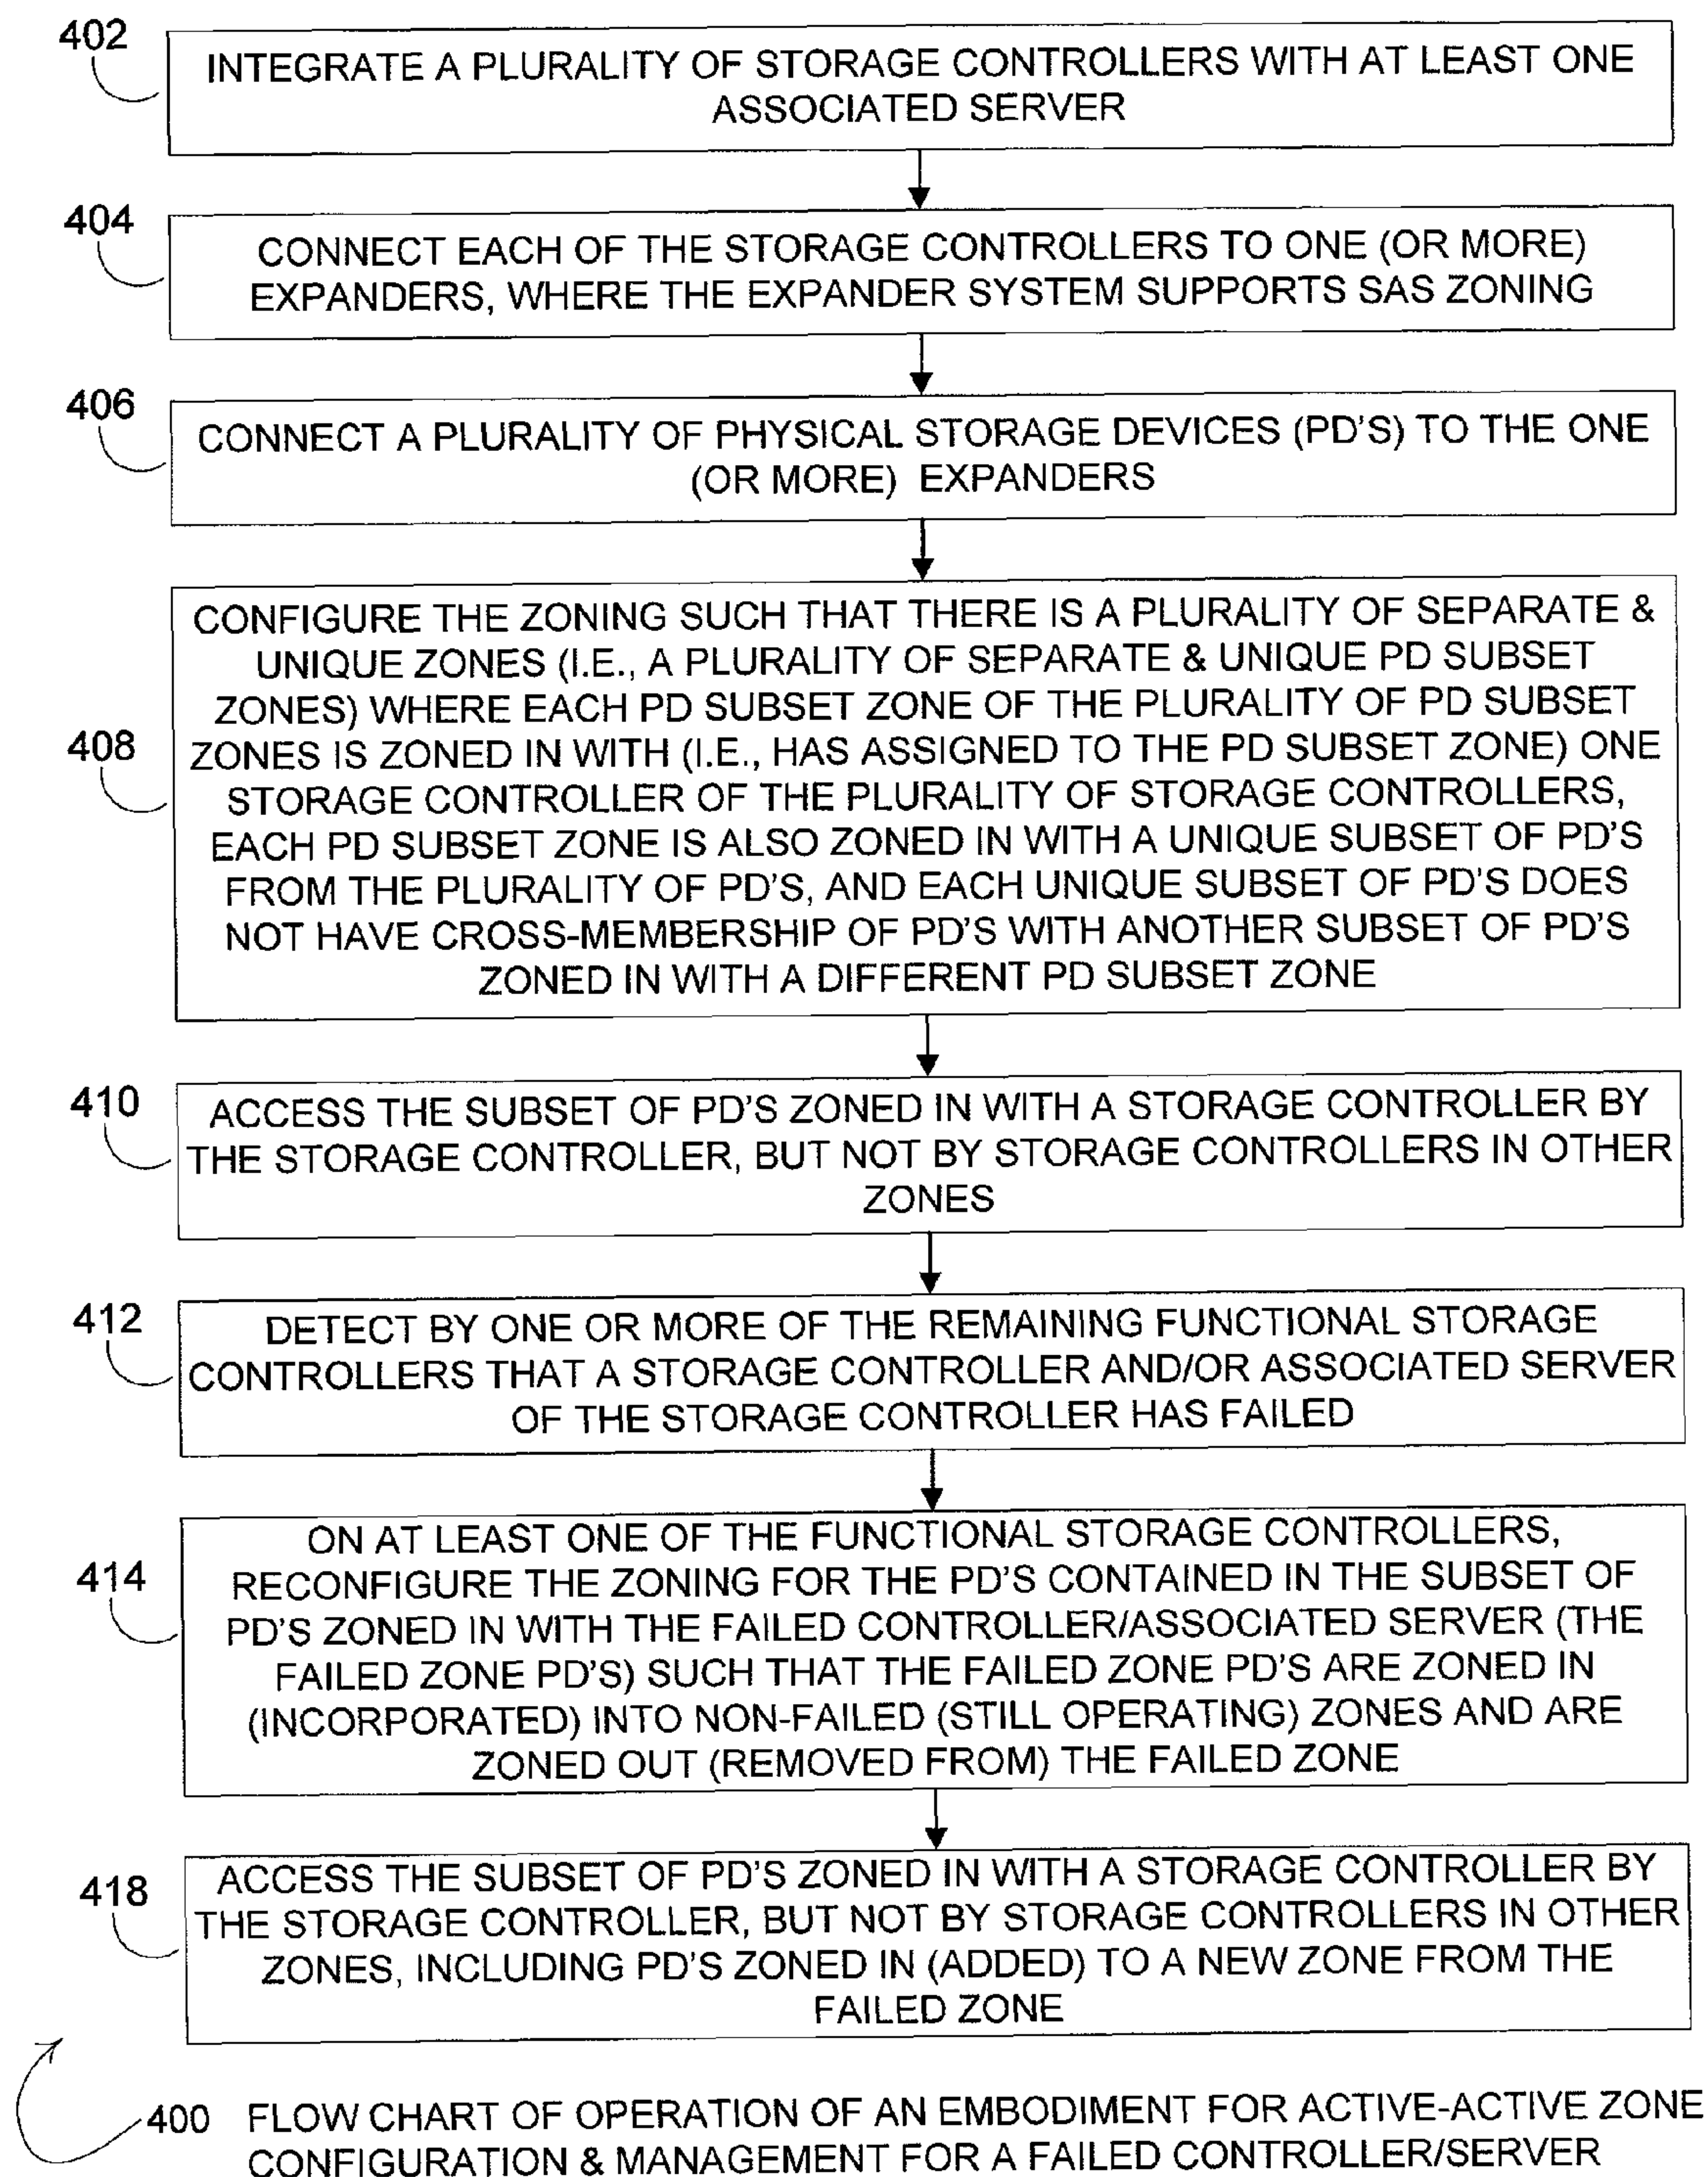 402
INTEGRATE A PLURALITY OF STORAGE CONTROLLERS WITH AT LEAST ONE
ASSOCIATED SERVER
404
CONNECT EACH OF THE STORAGE CONTROLLERS TO ONE (OR MORE)
EXPANDERS, WHERE THE EXPANDER SYSTEM SUPPORTS SAS ZONING
406
CONNECT A PLURALITY OF PHYSICAL STORAGE DEVICES (PD'S) TO THE ONE
(OR MORE) EXPANDERS
408
CONFIGURE THE ZONING SUCH THAT THERE IS A PLURALITY OF SEPARATE &
UNIQUE ZONES (I.E., A PLURALITY OF SEPARATE & UNIQUE PD SUBSET
ZONES) WHERE EACH PD SUBSET ZONE OF THE PLURALITY OF PD SUBSET
ZONES IS ZONED IN WITH (I.E., HAS ASSIGNED TO THE PD SUBSET ZONE) ONE
STORAGE CONTROLLER OF THE PLURALITY OF STORAGE CONTROLLERS,
EACH PD SUBSET ZONE IS ALSO ZONED IN WITH A UNIQUE SUBSET OF PD'S
FROM THE PLURALITY OF PD'S, AND EACH UNIQUE SUBSET OF PD'S DOES
NOT HAVE CROSS-MEMBERSHIP OF PD'S WITH ANOTHER SUBSET OF PD'S
ZONED IN WITH A DIFFERENT PD SUBSET ZONE
410
ACCESS THE SUBSET OF PD'S ZONED IN WITH A STORAGE CONTROLLER BY
THE STORAGE CONTROLLER, BUT NOT BY STORAGE CONTROLLERS IN OTHER
ZONES
412
DETECT BY ONE OR MORE OF THE REMAINING FUNCTIONAL STORAGE
CONTROLLERS THAT A STORAGE CONTROLLER AND/OR ASSOCIATED SERVER
OF THE STORAGE CONTROLLER HAS FAILED
414
ON AT LEAST ONE OF THE FUNCTIONAL STORAGE CONTROLLERS,
RECONFIGURE THE ZONING FOR THE PD'S CONTAINED IN THE SUBSET OF
PD'S ZONED IN WITH THE FAILED CONTROLLER/ASSOCIATED SERVER (THE
FAILED ZONE PD'S) SUCH THAT THE FAILED ZONE PD'S ARE ZONED IN
(INCORPORATED) INTO NON-FAILED (STILL OPERATING) ZONES AND ARE
ZONED OUT (REMOVED FROM) THE FAILED ZONE
418
ACCESS THE SUBSET OF PD'S ZONED IN WITH A STORAGE CONTROLLER BY
THE STORAGE CONTROLLER, BUT NOT BY STORAGE CONTROLLERS IN OTHER
ZONES, INCLUDING PD'S ZONED IN (ADDED) TO A NEW ZONE FROM THE
FAILED ZONE
400 FLOW CHART OF OPERATION OF AN EMBODIMENT FOR ACTIVE-ACTIVE ZONE
CONFIGURATION & MANAGEMENT FOR A FAILED CONTROLLER/SERVER